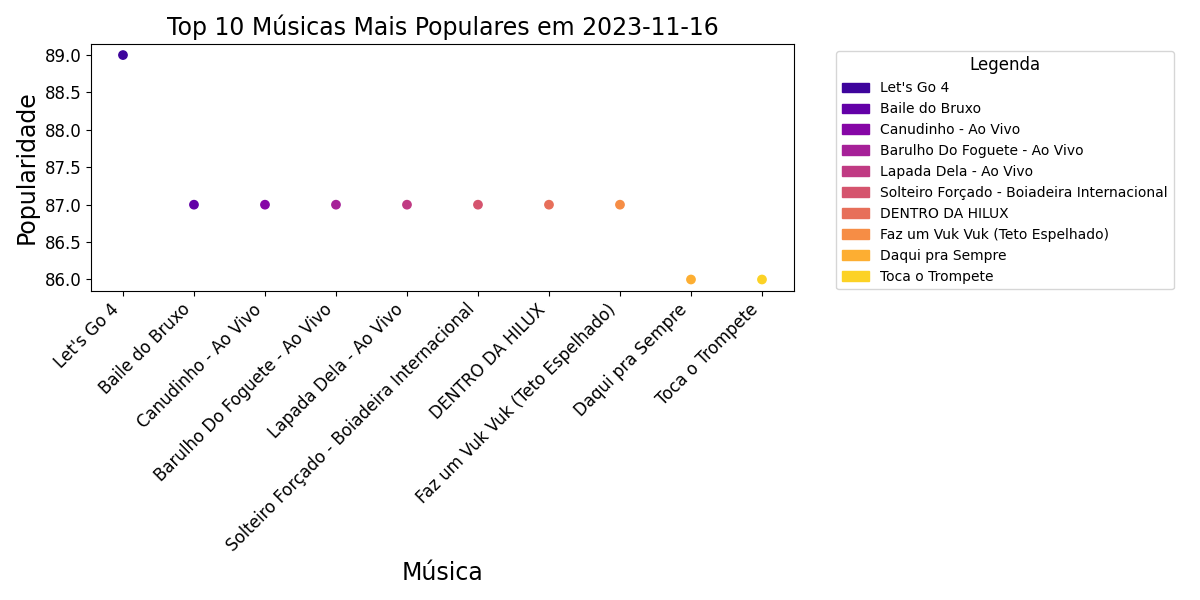 Top 10 Músicas Mais Populares em 2023-11-16
Popularidade
89.0
88.5
88.0
87.5
87.0
86.5
86.0
Let's Go 4
Baile do Bruxo
Canudinho - Ao Vivo
Barulho Do Foguete - Ao Vivo
Lapada Dela - Ao Vivo
Solteiro Forçado - Boiadeira Internacional
DENTRO DA HILUX
Faz um Vuk Vuk (Teto Espelhado)
Daqui pra Sempre
Toca o Trompete
Música
Legenda
Let's Go 4
Baile do Bruxo
Canudinho - Ao Vivo
Barulho Do Foguete - Ao Vivo
Lapada Dela - Ao Vivo
Solteiro Forçado - Boiadeira Internacional
DENTRO DA HILUX
Faz um Vuk Vuk (Teto Espelhado)
Daqui pra Sempre
Toca o Trompete